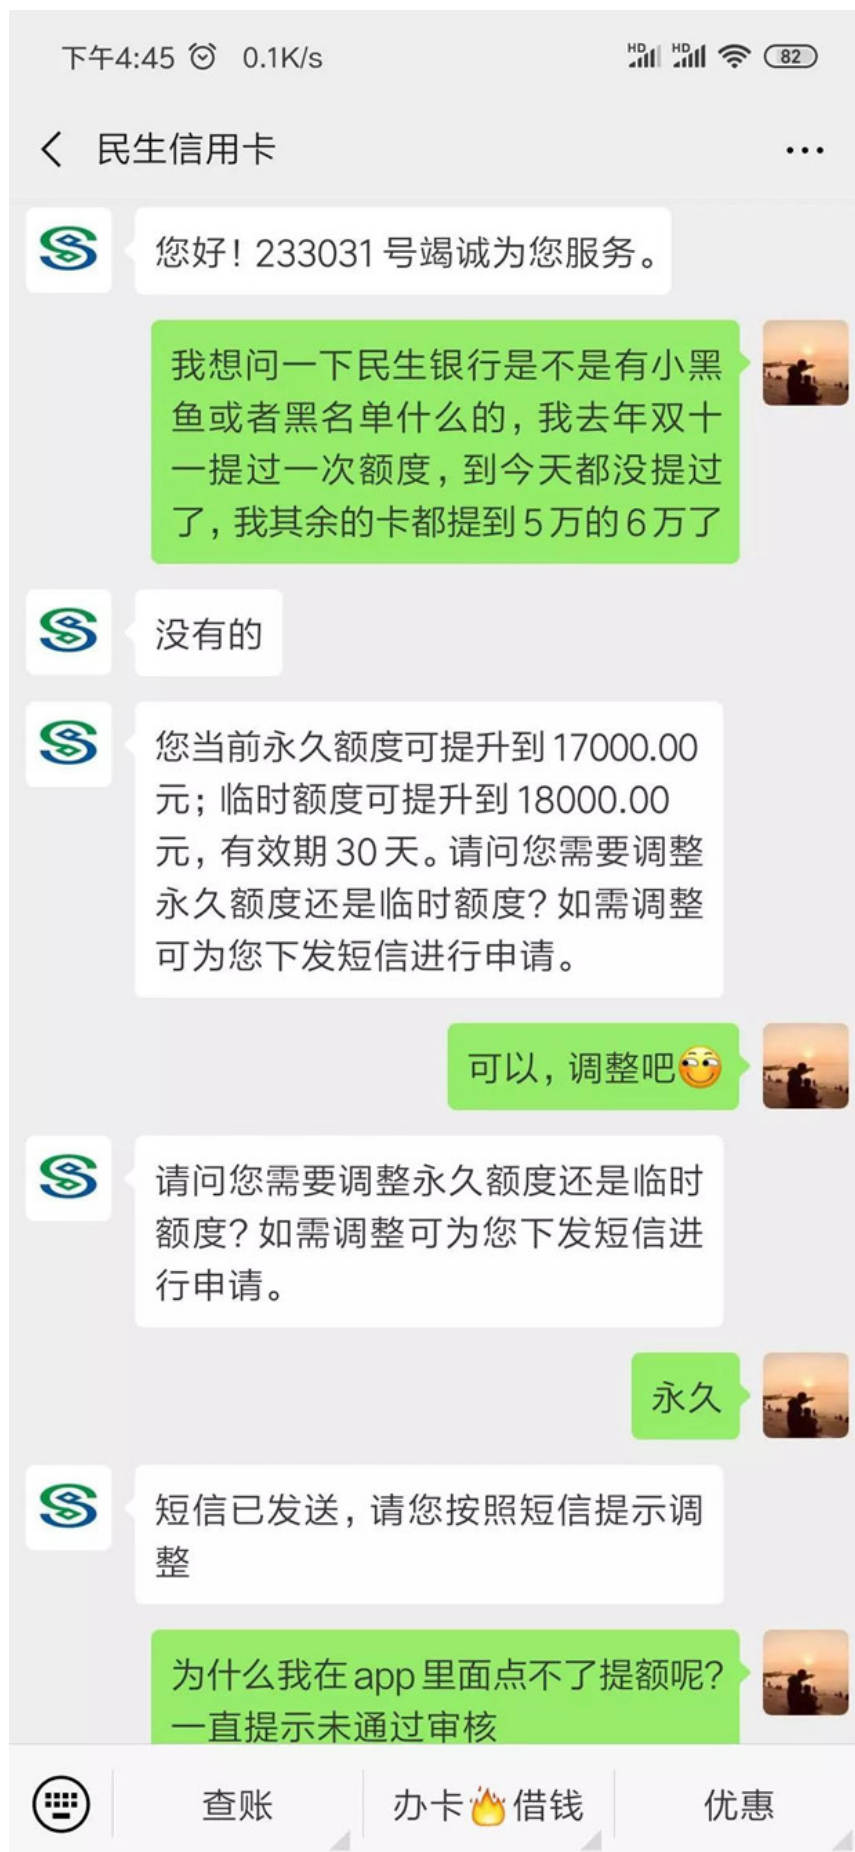 下午4:45 0.1K/s HD HD 82
民生信用卡
您好！233031号竭诚为您服务。
我想问一下民生银行是不是有小黑
鱼或者黑名单什么的，我去年双十
一提过一次额度，到今天都没提过
了，我其余的卡都提到5万的6万了
没有的
您当前永久额度可提升到17000.00
元；临时额度可提升到18000.00
元，有效期30天。请问您需要调整
永久额度还是临时额度？如需调整
可为您下发短信进行申请。
可以，调整吧
请问您需要调整永久额度还是临时
额度？如需调整可为您下发短信进
行申请。
永久
短信已发送，请您按照短信提示调
整
为什么我在app里面点不了提额呢？
一直提示未通过审核
查账 办卡🔥借钱 优惠